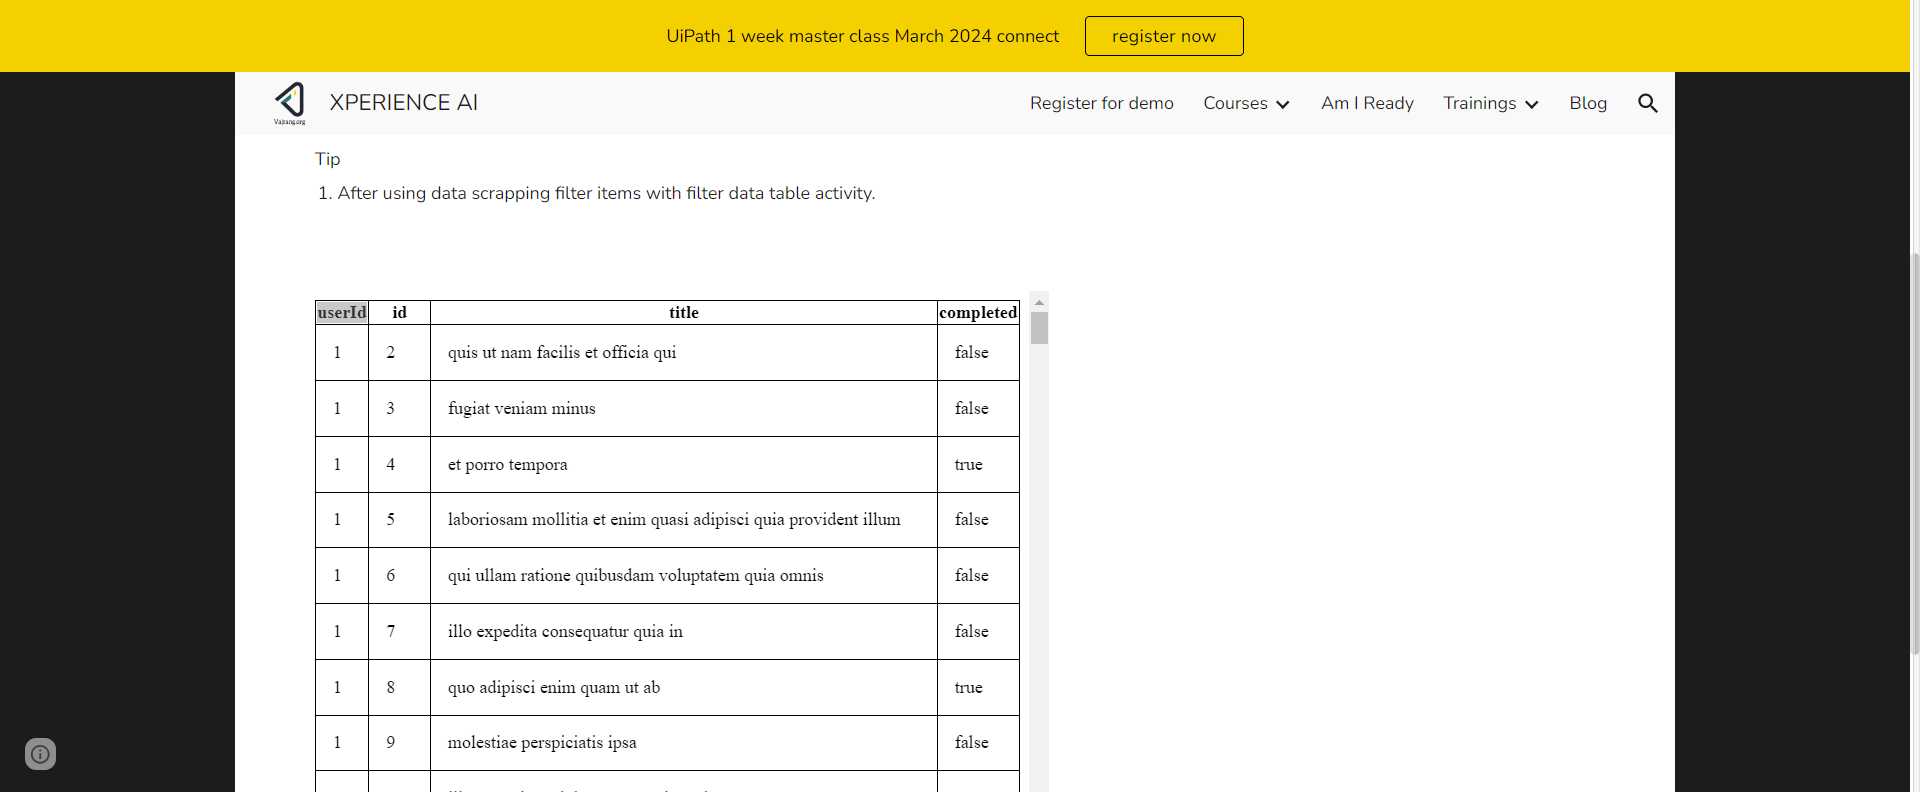 UiPath 1 week master class March 2024 connect register now
Vajrang.org
XPERIENCE AI Register for demo Courses Am I Ready Trainings Blog
Tip
1. After using data scrapping filter items with filter data table activity.
userId id title completed
1 2 quis ut nam facilis et officia qui false
1 3 fugiat veniam minus false
1 4 et porro tempora true
1 5 laboriosam mollitia et enim quasi adipisci quia provident illum false
1 6 qui ullam ratione quibusdam voluptatem quia omnis false
1 7 illo expedita consequatur quia in false
1 8 quo adipisci enim quam ut ab true
1 9 molestiae perspiciatis ipsa false